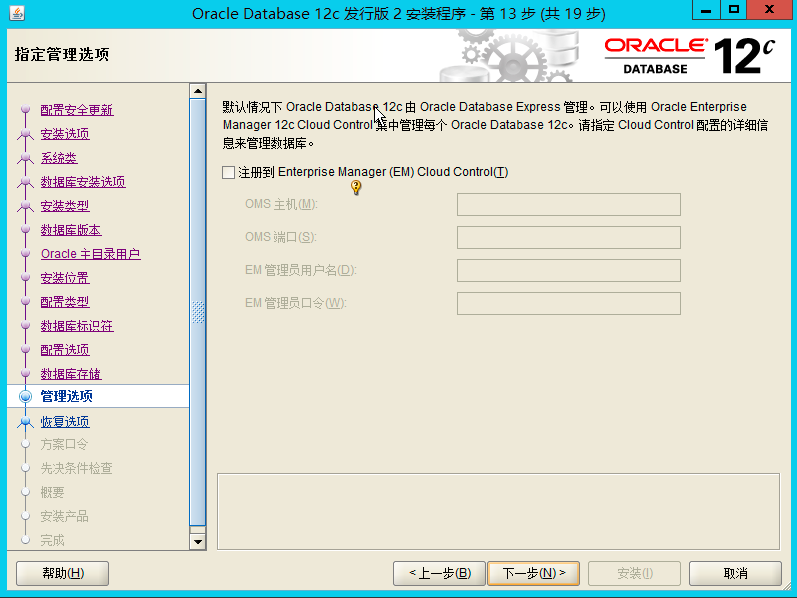 Oracle Database 12c 发行版 2 安装程序 - 第 13 步 (共 19 步)
指定管理选项
ORACLE®
DATABASE
12c
配置安全更新
安装选项
系统类
数据库安装选项
安装类型
数据库版本
Oracle 主目录用户
安装位置
配置类型
数据库标识符
配置选项
数据库存储
管理选项
恢复选项
方案口令
先决条件检查
概要
安装产品
完成
默认情况下 Oracle Database 12c 由 Oracle Database Express 管理。可以使用 Oracle Enterprise
Manager 12c Cloud Control 集中管理每个 Oracle Database 12c。请指定 Cloud Control 配置的详细信
息来管理数据库。
注册到 Enterprise Manager (EM) Cloud Control(T)
OMS 主机(M):
OMS 端口(S):
EM 管理员用户名(D):
EM 管理员口令(W):
帮助(H)
< 上一步(B)
下一步(N) >
安装(I)
取消